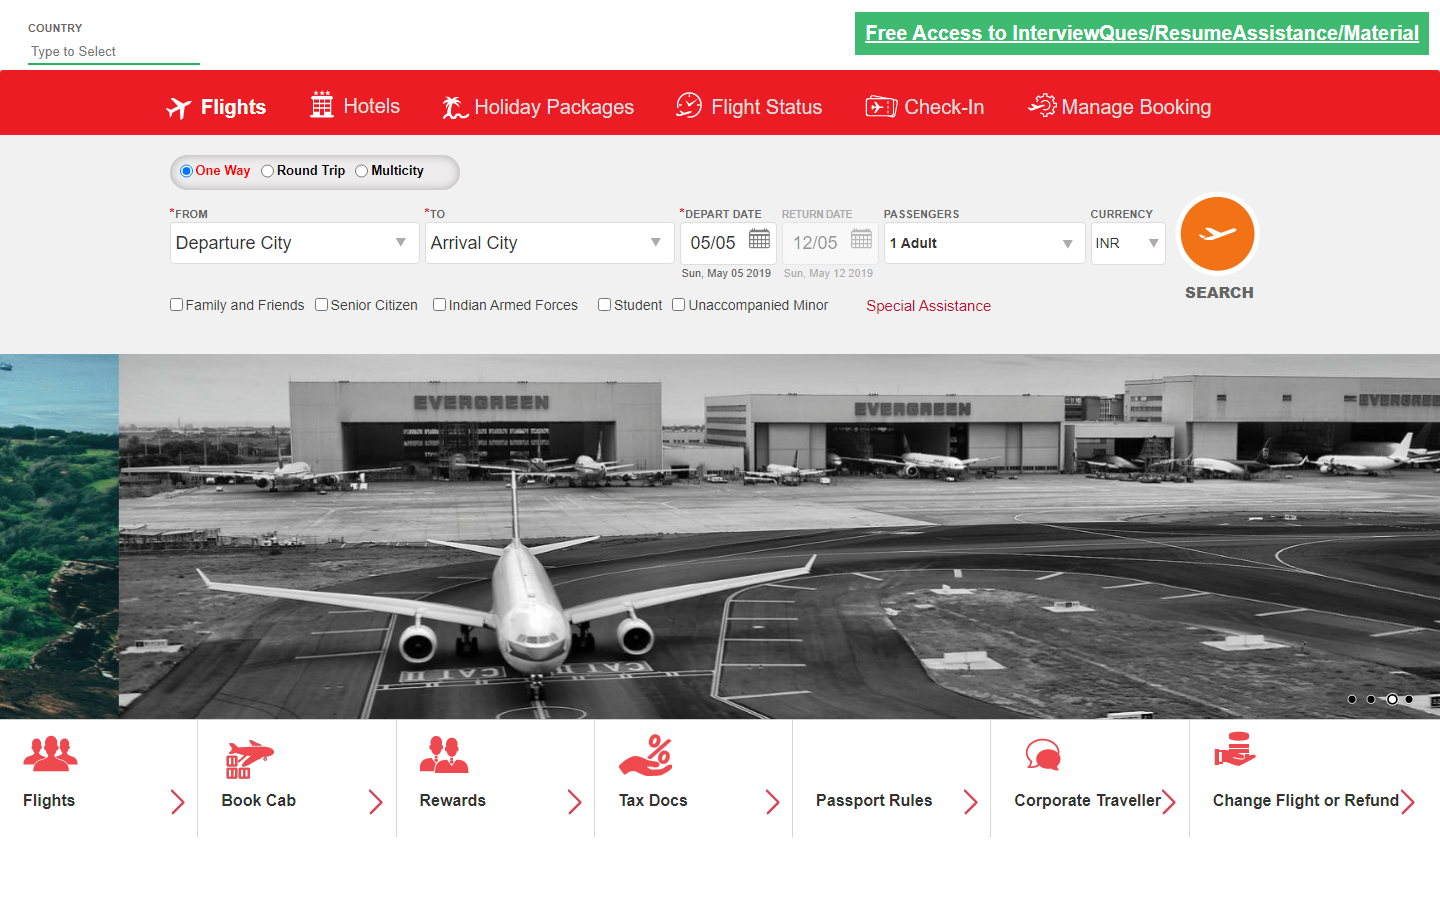 COUNTRY
Type to Select
Free Access to InterviewQues/ResumeAssistance/Material
Flights
Hotels
Holiday Packages
Flight Status
Check-In
Manage Booking
One Way
Round Trip
Multicity
*FROM
*TO
*DEPART DATE
RETURN DATE
PASSENGERS
CURRENCY
Departure City
Arrival City
05/05
12/05
1 Adult
INR
Sun, May 05 2019
Sun, May 12 2019
SEARCH
Family and Friends
Senior Citizen
Indian Armed Forces
Student
Unaccompanied Minor
Special Assistance
EVERGREEN
EVERGREEN
EVERGREEN
CAT II
CAT II
Flights
Book Cab
Rewards
Tax Docs
Passport Rules
Corporate Traveller
Change Flight or Refund